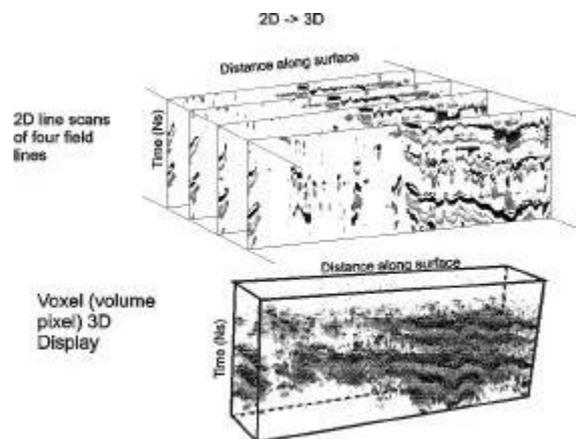 2D -> 3D
Distance along surface
2D line scans
of four field
lines
Time (Ns)
Distance along surface
Voxel (volume
pixel) 3D
Display
Time (Ns)